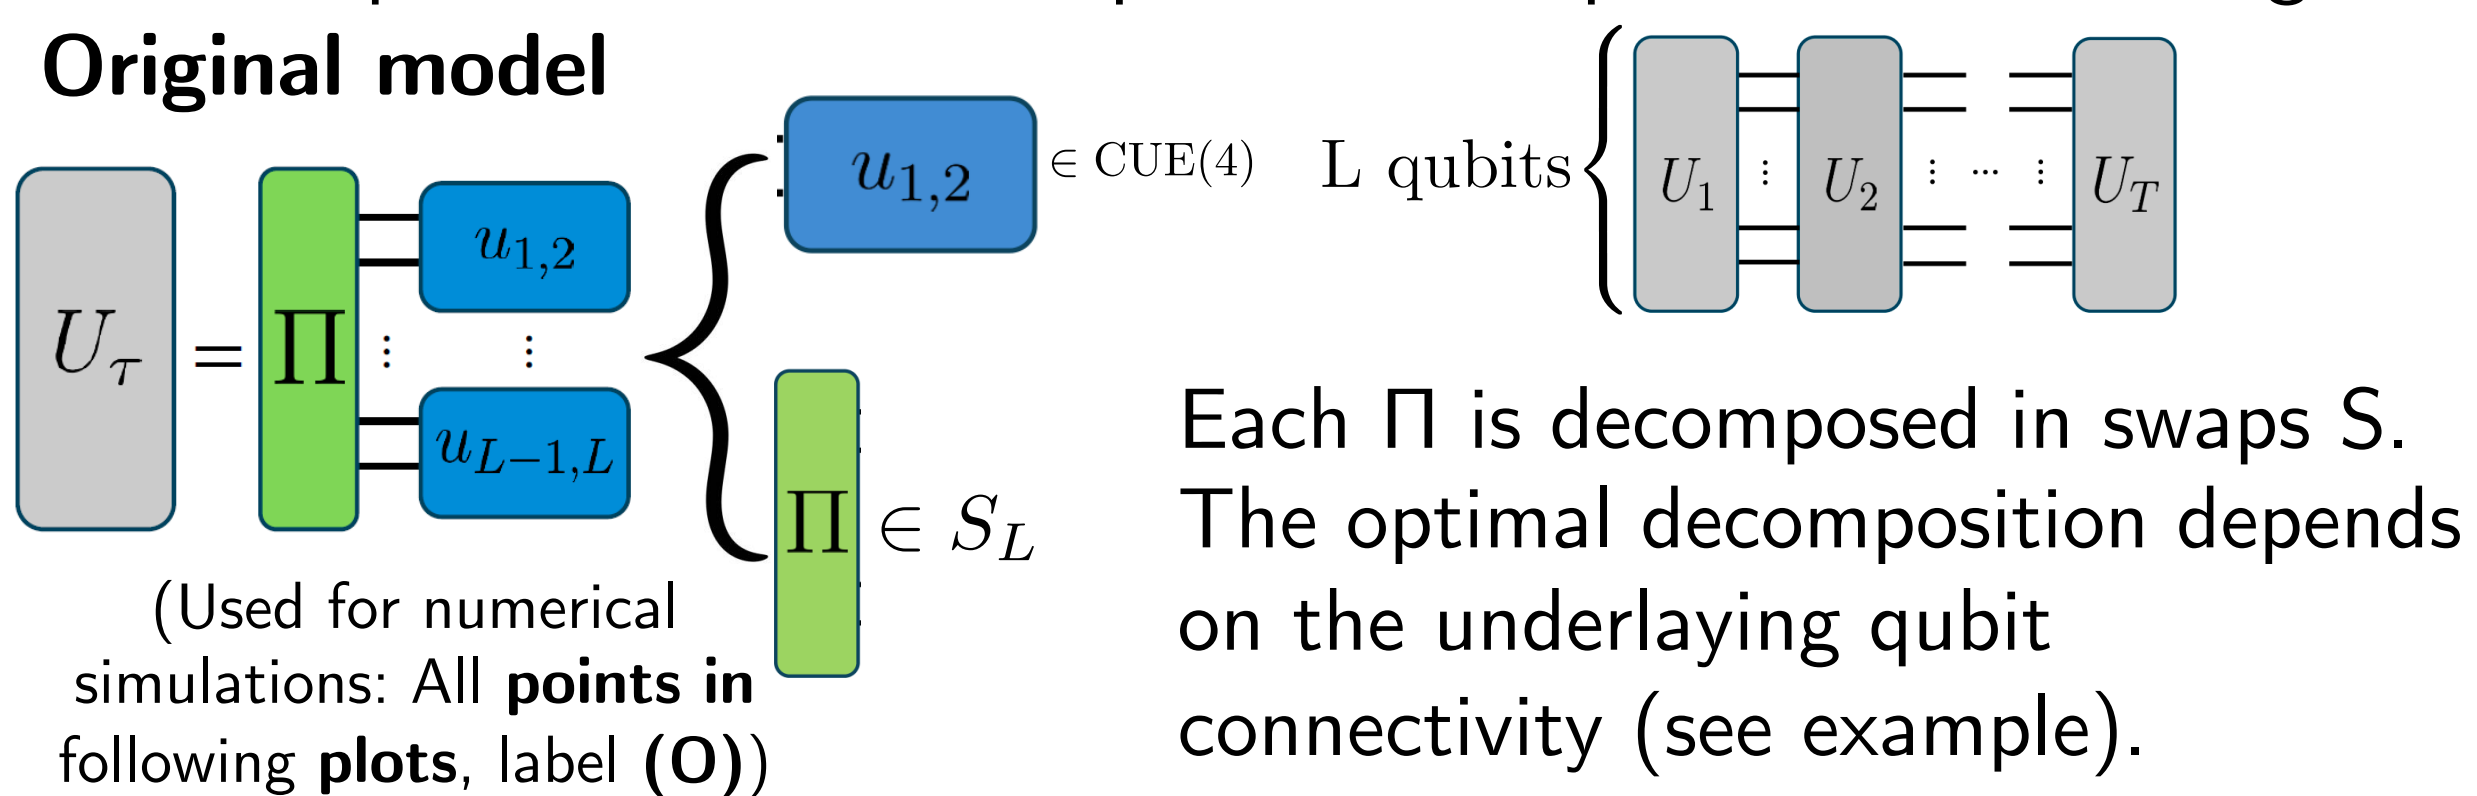 Original model
U_τ = Π ⋮ u_{1,2} ⋮ u_{L−1,L}
u_{1,2} ∈ CUE(4)
Π ∈ S_L
(Used for numerical
simulations: All points in
following plots, label (O))
L qubits U_1 ⋮ U_2 ⋮ ... ⋮ U_T
Each Π is decomposed in swaps S.
The optimal decomposition depends
on the underlaying qubit
connectivity (see example).